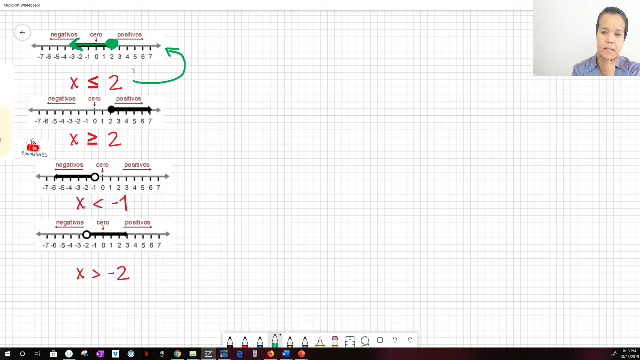 Microsoft Whiteboard
negativos cero positivos
-7 -6 -5 -4 -3 -2 -1 0 1 2 3 4 5 6 7
x ≤ 2
negativos cero positivos
-7 -6 -5 -4 -3 -2 -1 0 1 2 3 4 5 6 7
x ≥ 2
negativos cero positivos
-7 -6 -5 -4 -3 -2 -1 0 1 2 3 4 5 6 7
x < -1
negativos cero positivos
-7 -6 -5 -4 -3 -2 -1 0 1 2 3 4 5 6 7
x > -2